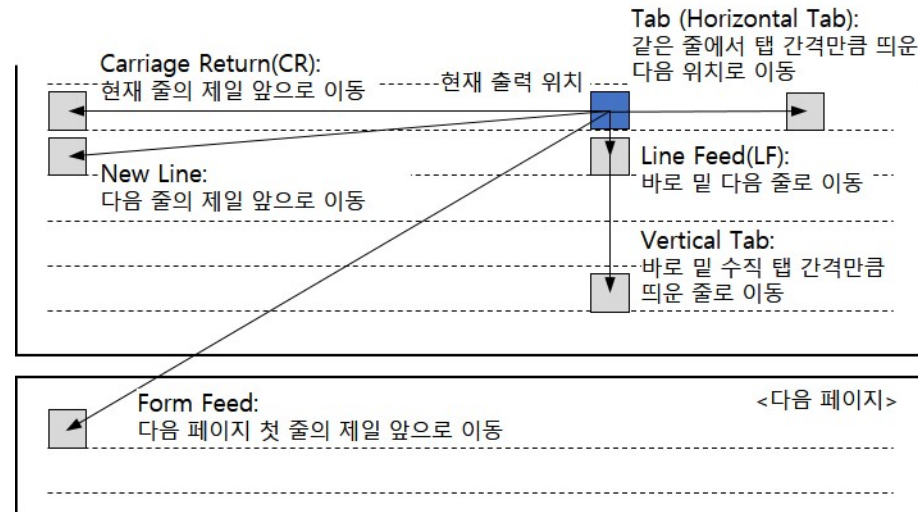 Tab (Horizontal Tab):
같은 줄에서 탭 간격만큼 띄운
다음 위치로 이동
Carriage Return(CR):
현재 줄의 제일 앞으로 이동
현재 출력 위치
New Line:
다음 줄의 제일 앞으로 이동
Line Feed(LF):
바로 밑 다음 줄로 이동
Vertical Tab:
바로 밑 수직 탭 간격만큼
띄운 줄로 이동
Form Feed:
다음 페이지 첫 줄의 제일 앞으로 이동
<다음 페이지>